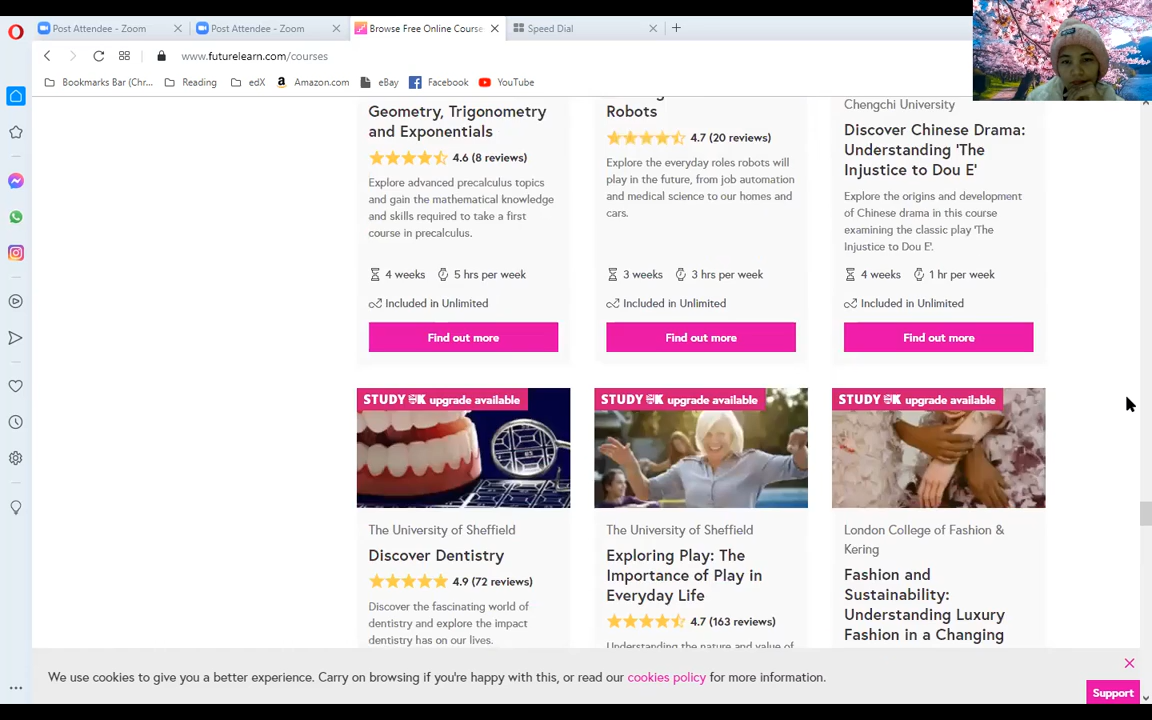 Post Attendee - Zoom
Post Attendee - Zoom
Browse Free Online Course
Speed Dial
www.futurelearn.com/courses
Bookmarks Bar (Chr...
Reading
edX
Amazon.com
eBay
Facebook
YouTube
Geometry, Trigonometry
and Exponentials
4.6 (8 reviews)
Explore advanced precalculus topics
and gain the mathematical knowledge
and skills required to take a first
course in precalculus.
4 weeks
5 hrs per week
Included in Unlimited
Find out more
Robots
4.7 (20 reviews)
Explore the everyday roles robots will
play in the future, from job automation
and medical science to our homes and
cars.
3 weeks
3 hrs per week
Included in Unlimited
Find out more
Chengchi University
Discover Chinese Drama:
Understanding 'The
Injustice to Dou E'
Explore the origins and development
of Chinese drama in this course
examining the classic play 'The
Injustice to Dou E'.
4 weeks
1 hr per week
Included in Unlimited
Find out more
STUDY UK upgrade available
The University of Sheffield
Discover Dentistry
4.9 (72 reviews)
Discover the fascinating world of
dentistry and explore the impact
dentistry has on our lives.
STUDY UK upgrade available
The University of Sheffield
Exploring Play: The
Importance of Play in
Everyday Life
4.7 (163 reviews)
Understanding the nature and value of
STUDY UK upgrade available
London College of Fashion &
Kering
Fashion and
Sustainability:
Understanding Luxury
Fashion in a Changing
We use cookies to give you a better experience. Carry on browsing if you're happy with this, or read our cookies policy for more information.
Support